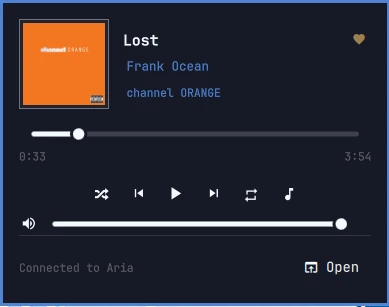 channel ORANGE
Lost
Frank Ocean
channel ORANGE
0:33 3:54
Connected to Aria
Open